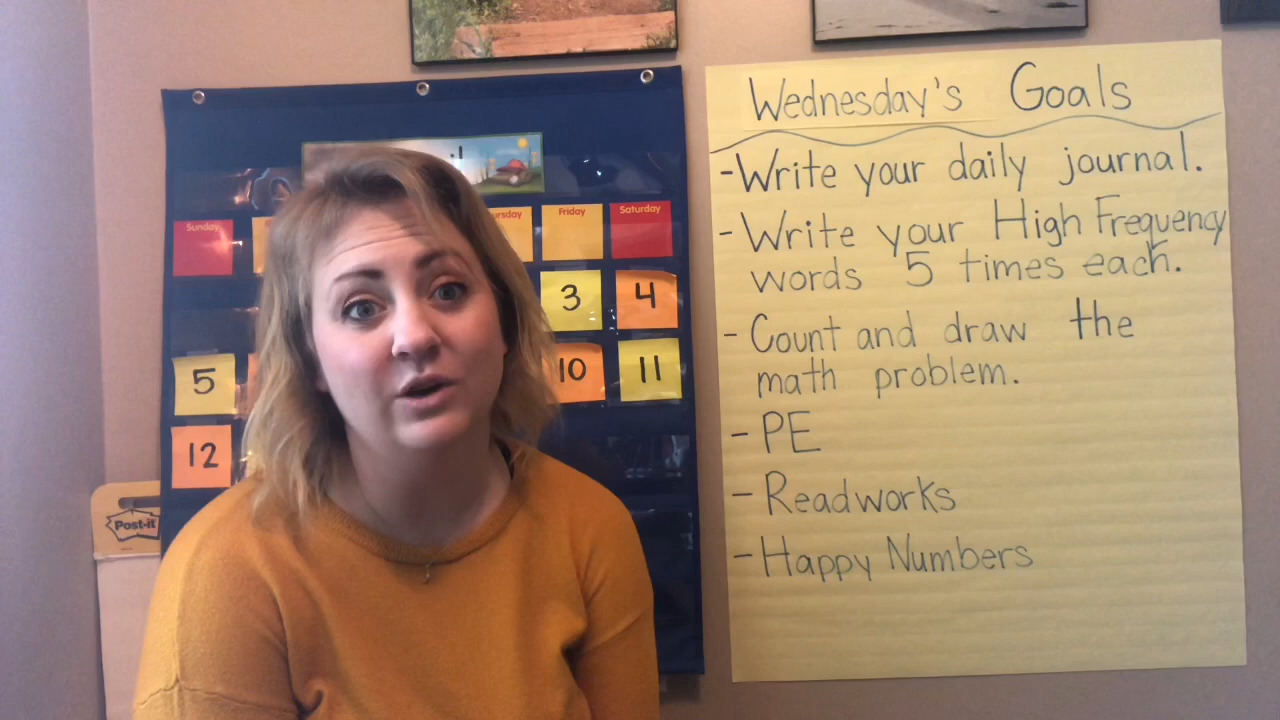 Sunday
Friday
Saturday
3
4
5
10
11
12
Post-it
Wednesday's Goals
- Write your daily journal.
- Write your High Frequency
words 5 times each.
- Count and draw the
math problem.
- PE
- Readworks
- Happy Numbers